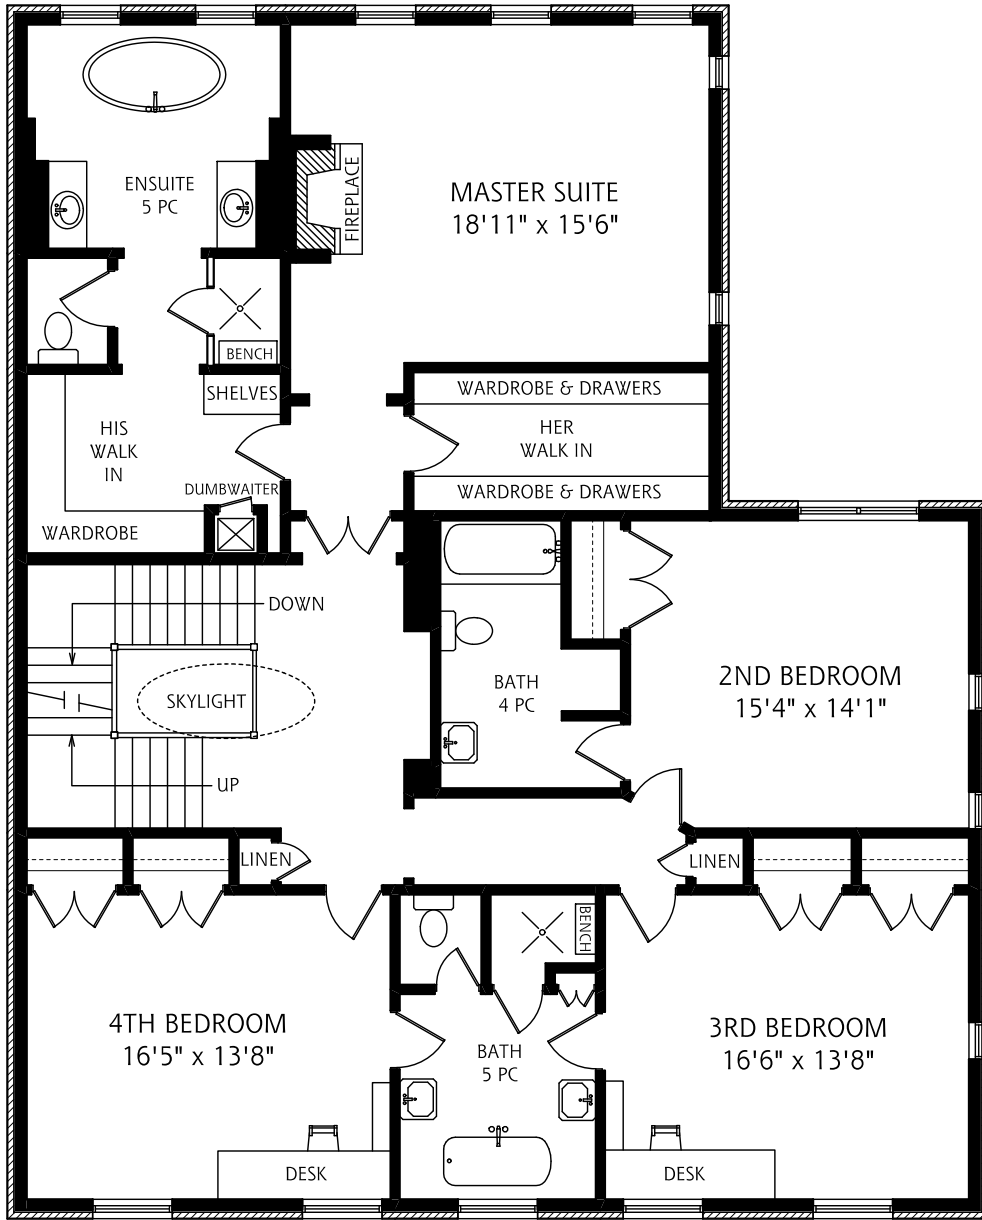 ENSUITE
5 PC
FIREPLACE
MASTER SUITE
18'11" x 15'6"
BENCH
SHELVES
WARDROBE & DRAWERS
HIS
WALK
IN
HER
WALK IN
DUMBWAITER
WARDROBE & DRAWERS
WARDROBE
DOWN
SKYLIGHT
UP
BATH
4 PC
2ND BEDROOM
15'4" x 14'1"
LINEN
LINEN
BENCH
4TH BEDROOM
16'5" x 13'8"
BATH
5 PC
3RD BEDROOM
16'6" x 13'8"
DESK
DESK